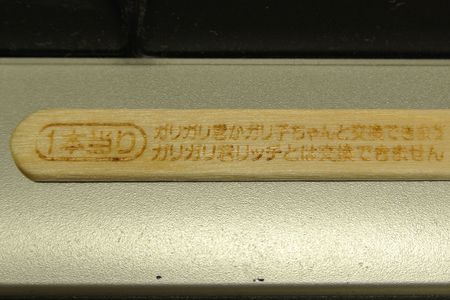 1本当り
ガリガリ君かガリ子ちゃんと交換できます
ガリガリ君リッチとは交換できません